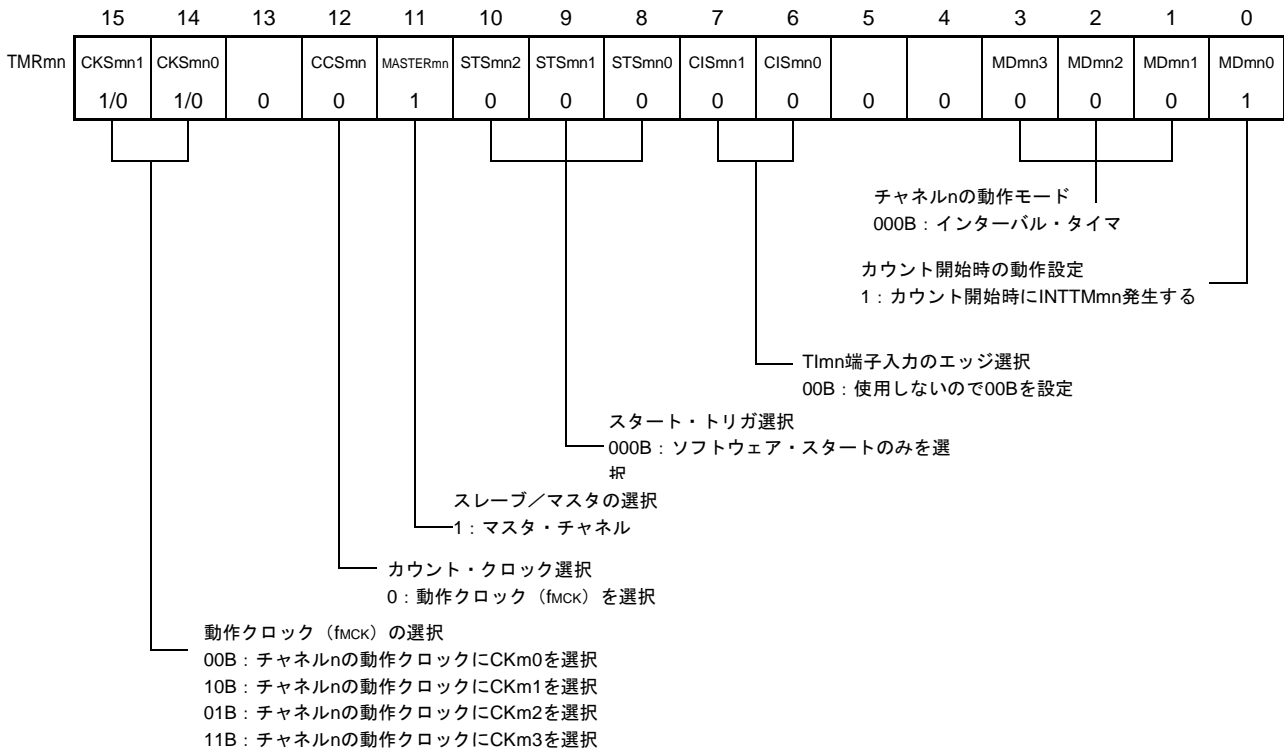 15 14 13 12 11 10 9 8 7 6 5 4 3 2 1 0
TMRmn CKSmn1 CKSmn0 CCSmn MASTERmn STSmn2 STSmn1 STSmn0 CISmn1 CISmn0 MDmn3 MDmn2 MDmn1 MDmn0
1/0 1/0 0 0 1 0 0 0 0 0 0 0 0 0 0 1
チャネルnの動作モード
000B：インターバル・タイマ
カウント開始時の動作設定
1：カウント開始時にINTTMmn発生する
TImn端子入力のエッジ選択
00B：使用しないので00Bを設定
スタート・トリガ選択
000B：ソフトウェア・スタートのみを選
択
スレーブ／マスタの選択
1：マスタ・チャネル
カウント・クロック選択
0：動作クロック（fMCK）を選択
動作クロック（fMCK）の選択
00B：チャネルnの動作クロックにCKm0を選択
10B：チャネルnの動作クロックにCKm1を選択
01B：チャネルnの動作クロックにCKm2を選択
11B：チャネルnの動作クロックにCKm3を選択